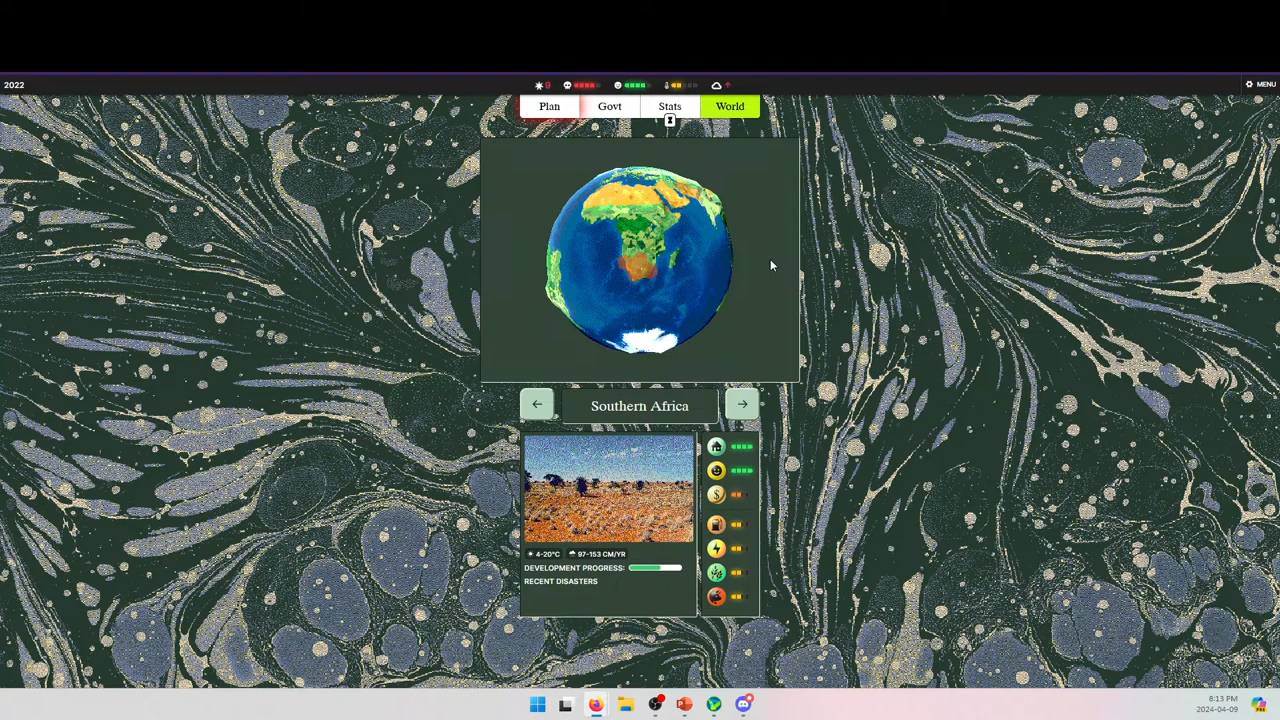 2022
9
MENU
Plan
Govt
Stats
World
← Southern Africa →
$
4-20°C 97-153 CM/YR
DEVELOPMENT PROGRESS:
RECENT DISASTERS
8:13 PM
2024-04-09